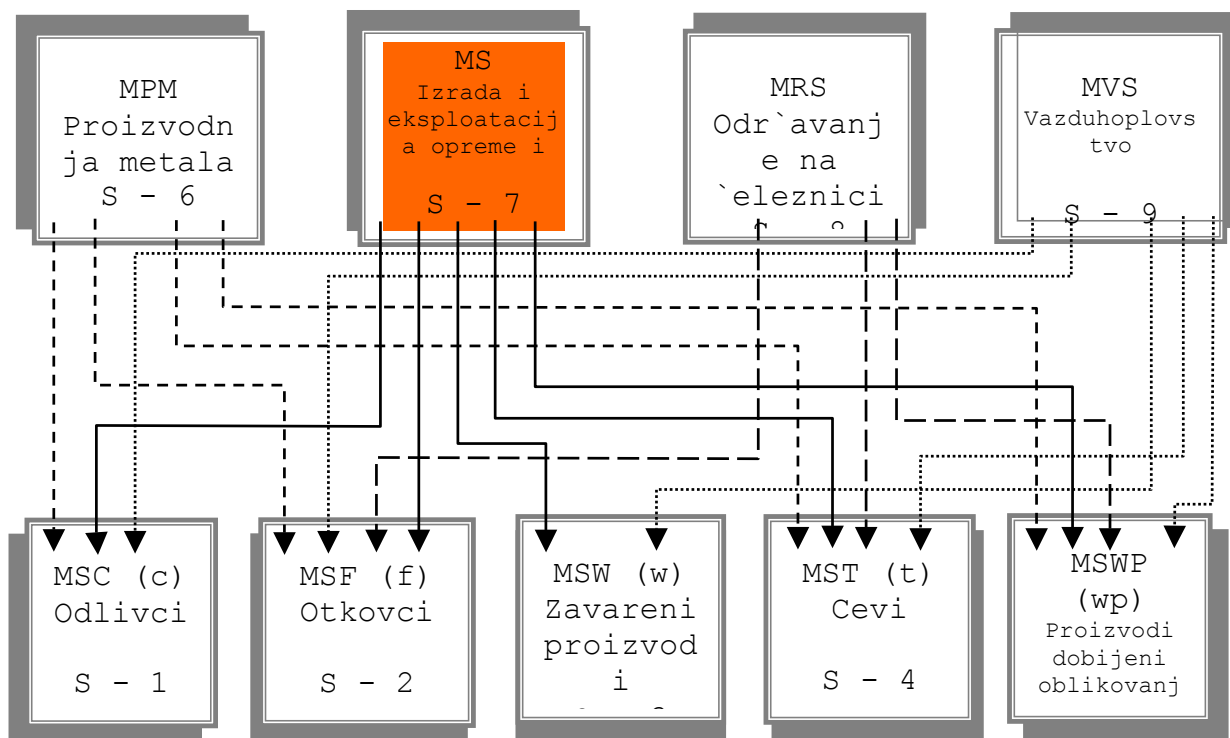 MPM
Proizvodn
ja metala
S - 6
MS
Izrada i
eksploatacij
a opreme i
S - 7
MRS
Odr`avanj
e na
`eleznici
MVS
Vazduhoplovs
tvo
S - 9
MSC (c)
Odlivci
S - 1
MSF (f)
Otkovci
S - 2
MSW (w)
Zavareni
proizvod
i
MST (t)
Cevi
S - 4
MSWP
(wp)
Proizvodi
dobijeni
oblikovanj